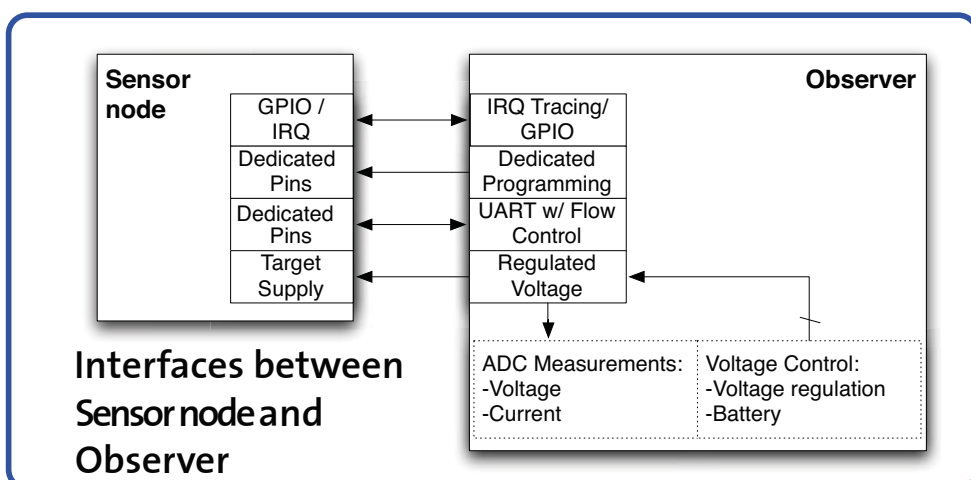 Sensor
node
GPIO /
IRQ
Dedicated
Pins
Dedicated
Pins
Target
Supply
Observer
IRQ Tracing/
GPIO
Dedicated
Programming
UART w/ Flow
Control
Regulated
Voltage
ADC Measurements:
-Voltage
-Current
Voltage Control:
-Voltage regulation
-Battery
Interfaces between
Sensor node and
Observer